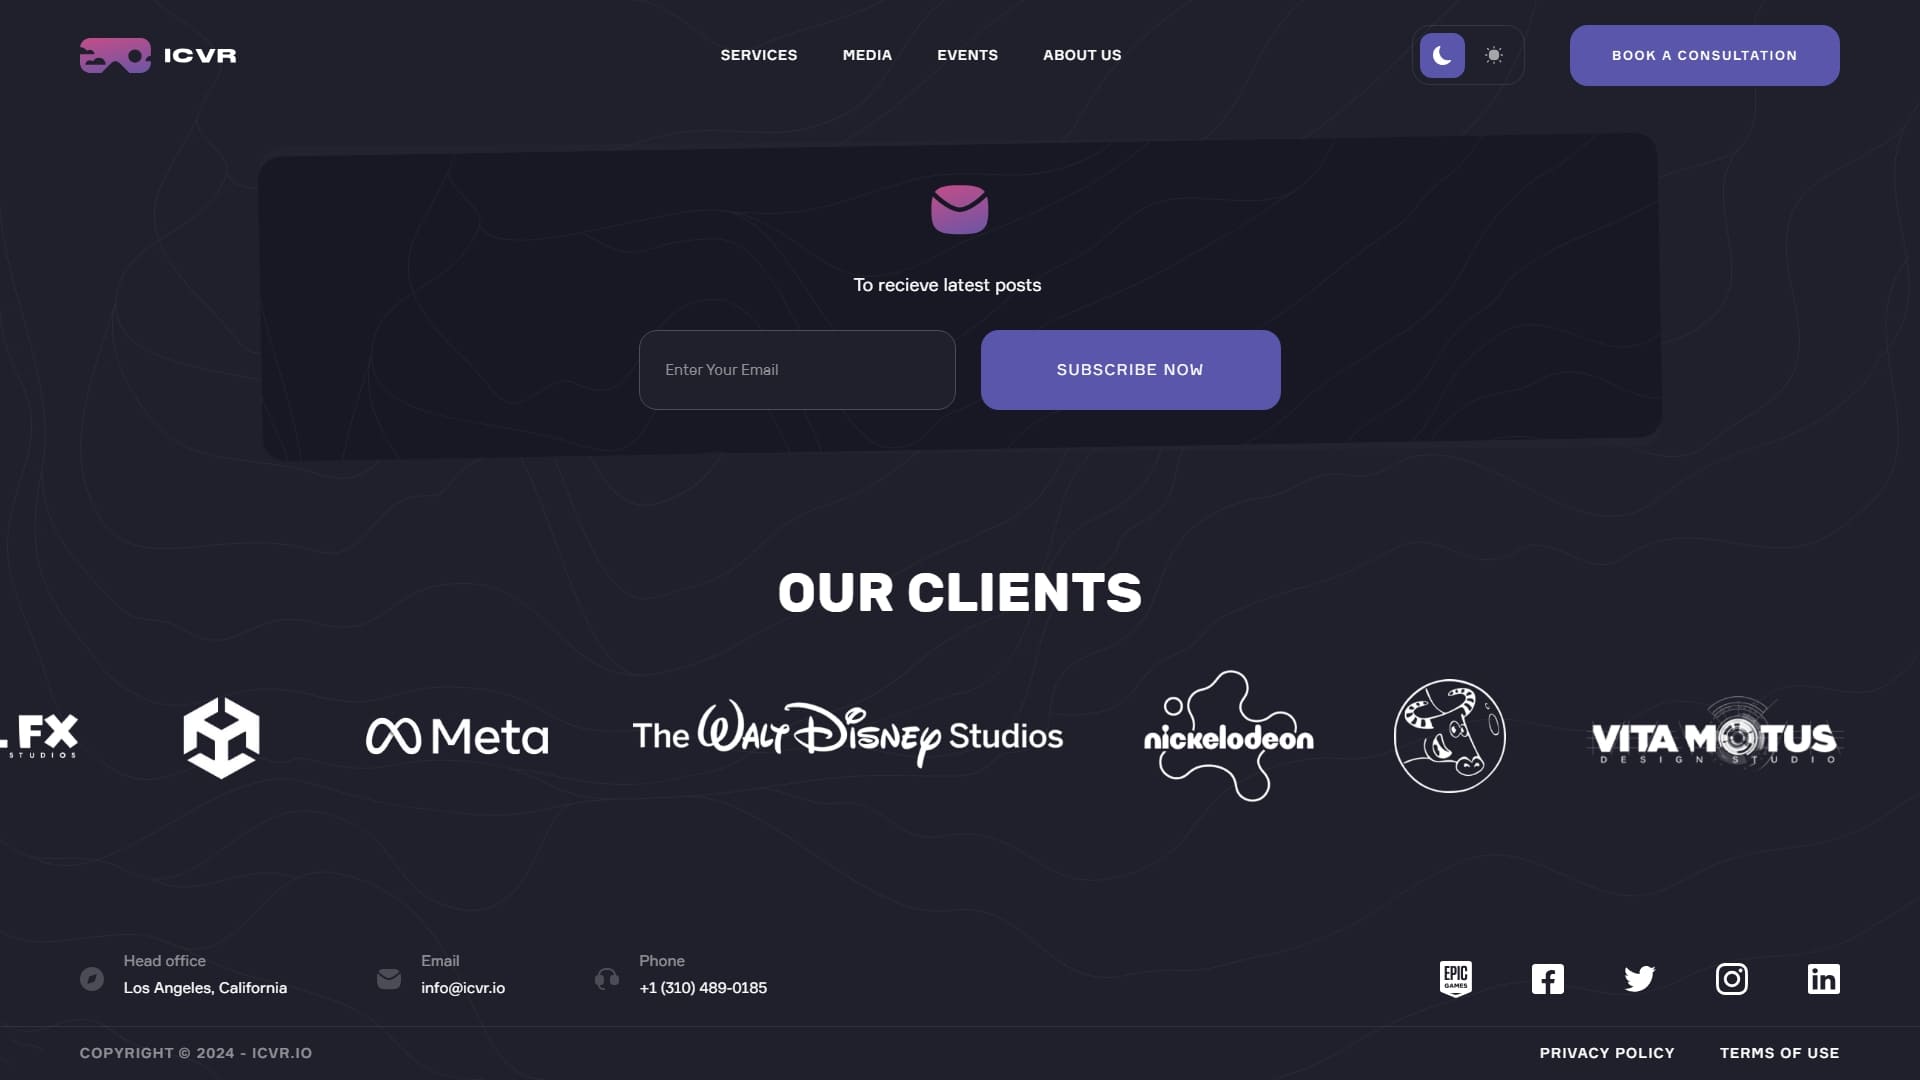 ICVR
SERVICES MEDIA EVENTS ABOUT US
BOOK A CONSULTATION
To recieve latest posts
Enter Your Email
SUBSCRIBE NOW
OUR CLIENTS
FX
STUDIOS
Meta
The Walt Disney Studios
nickelodeon
VITA MOTUS
DESIGN STUDIO
Head office
Los Angeles, California
Email
info@icvr.io
Phone
+1 (310) 489-0185
EPIC
GAMES
COPYRIGHT © 2024 - ICVR.IO
PRIVACY POLICY TERMS OF USE